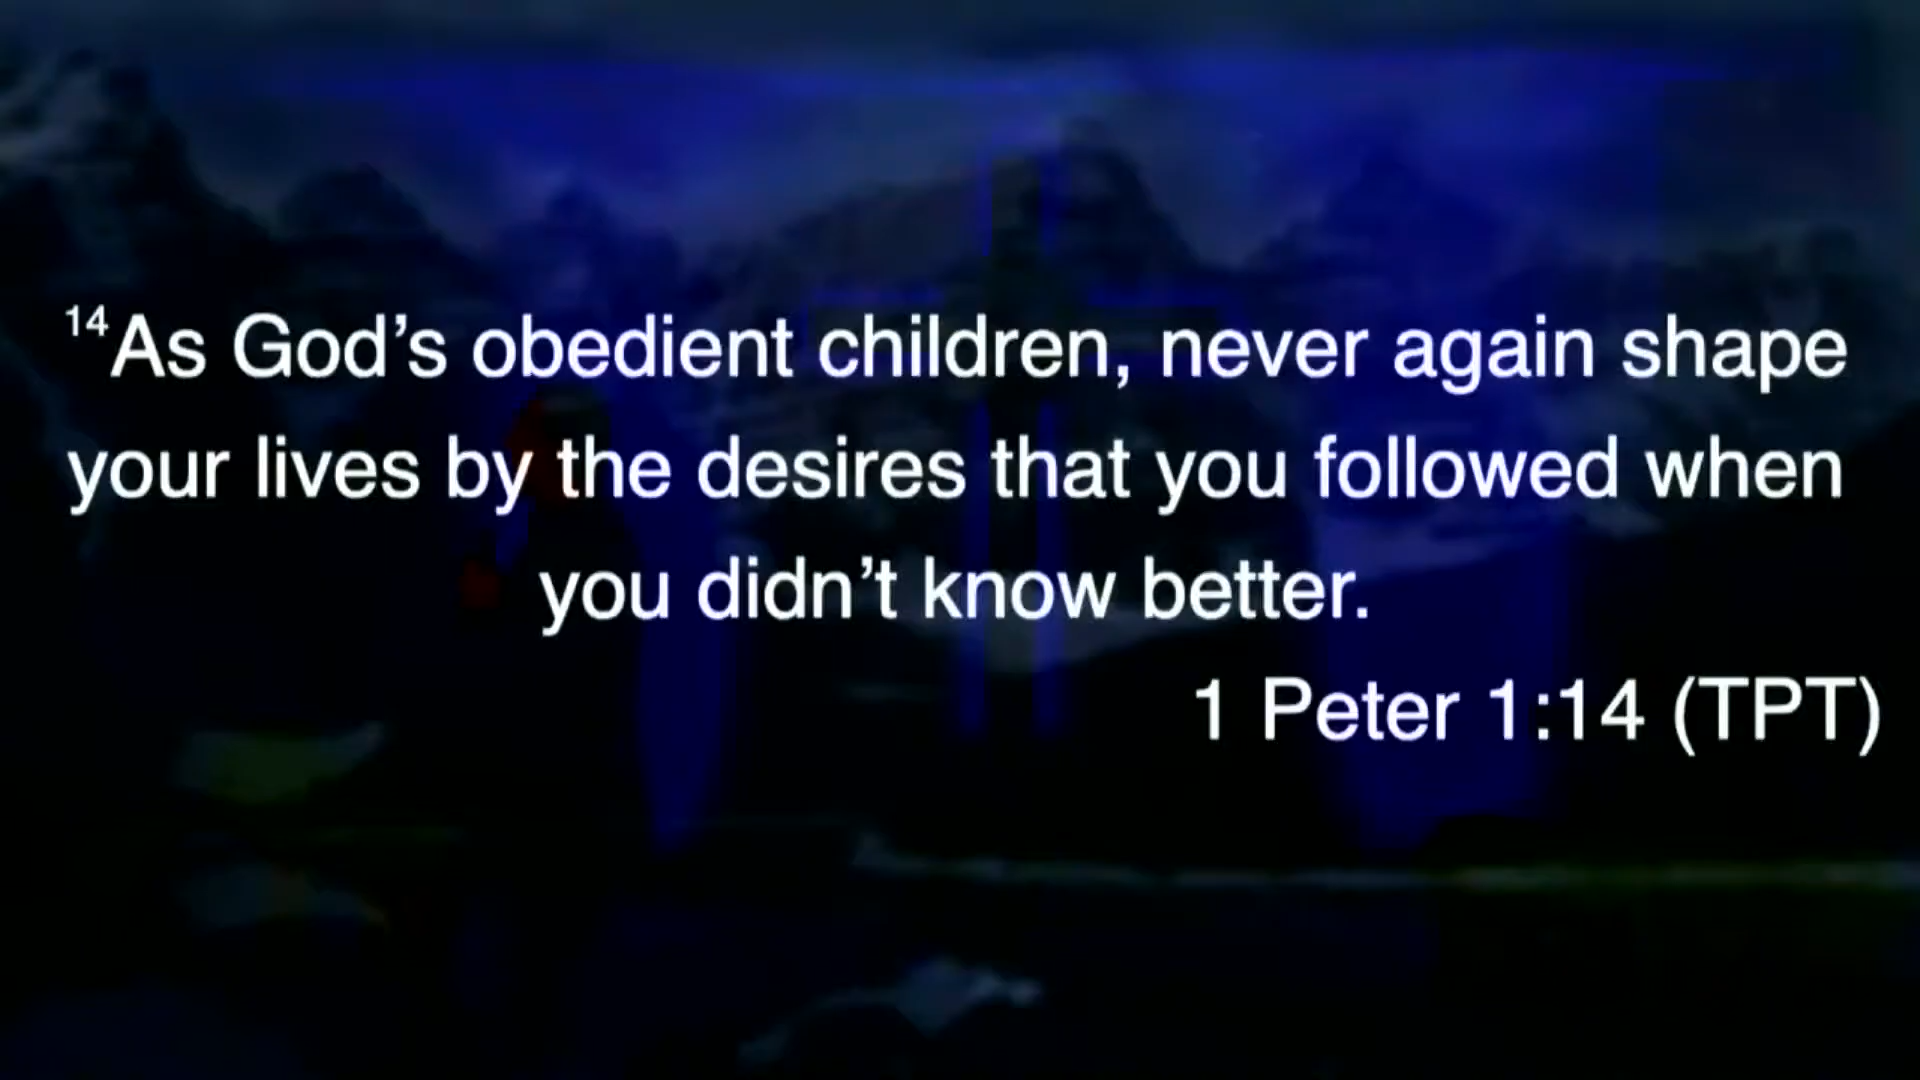 14As God’s obedient children, never again shape
your lives by the desires that you followed when
you didn’t know better.
1 Peter 1:14 (TPT)